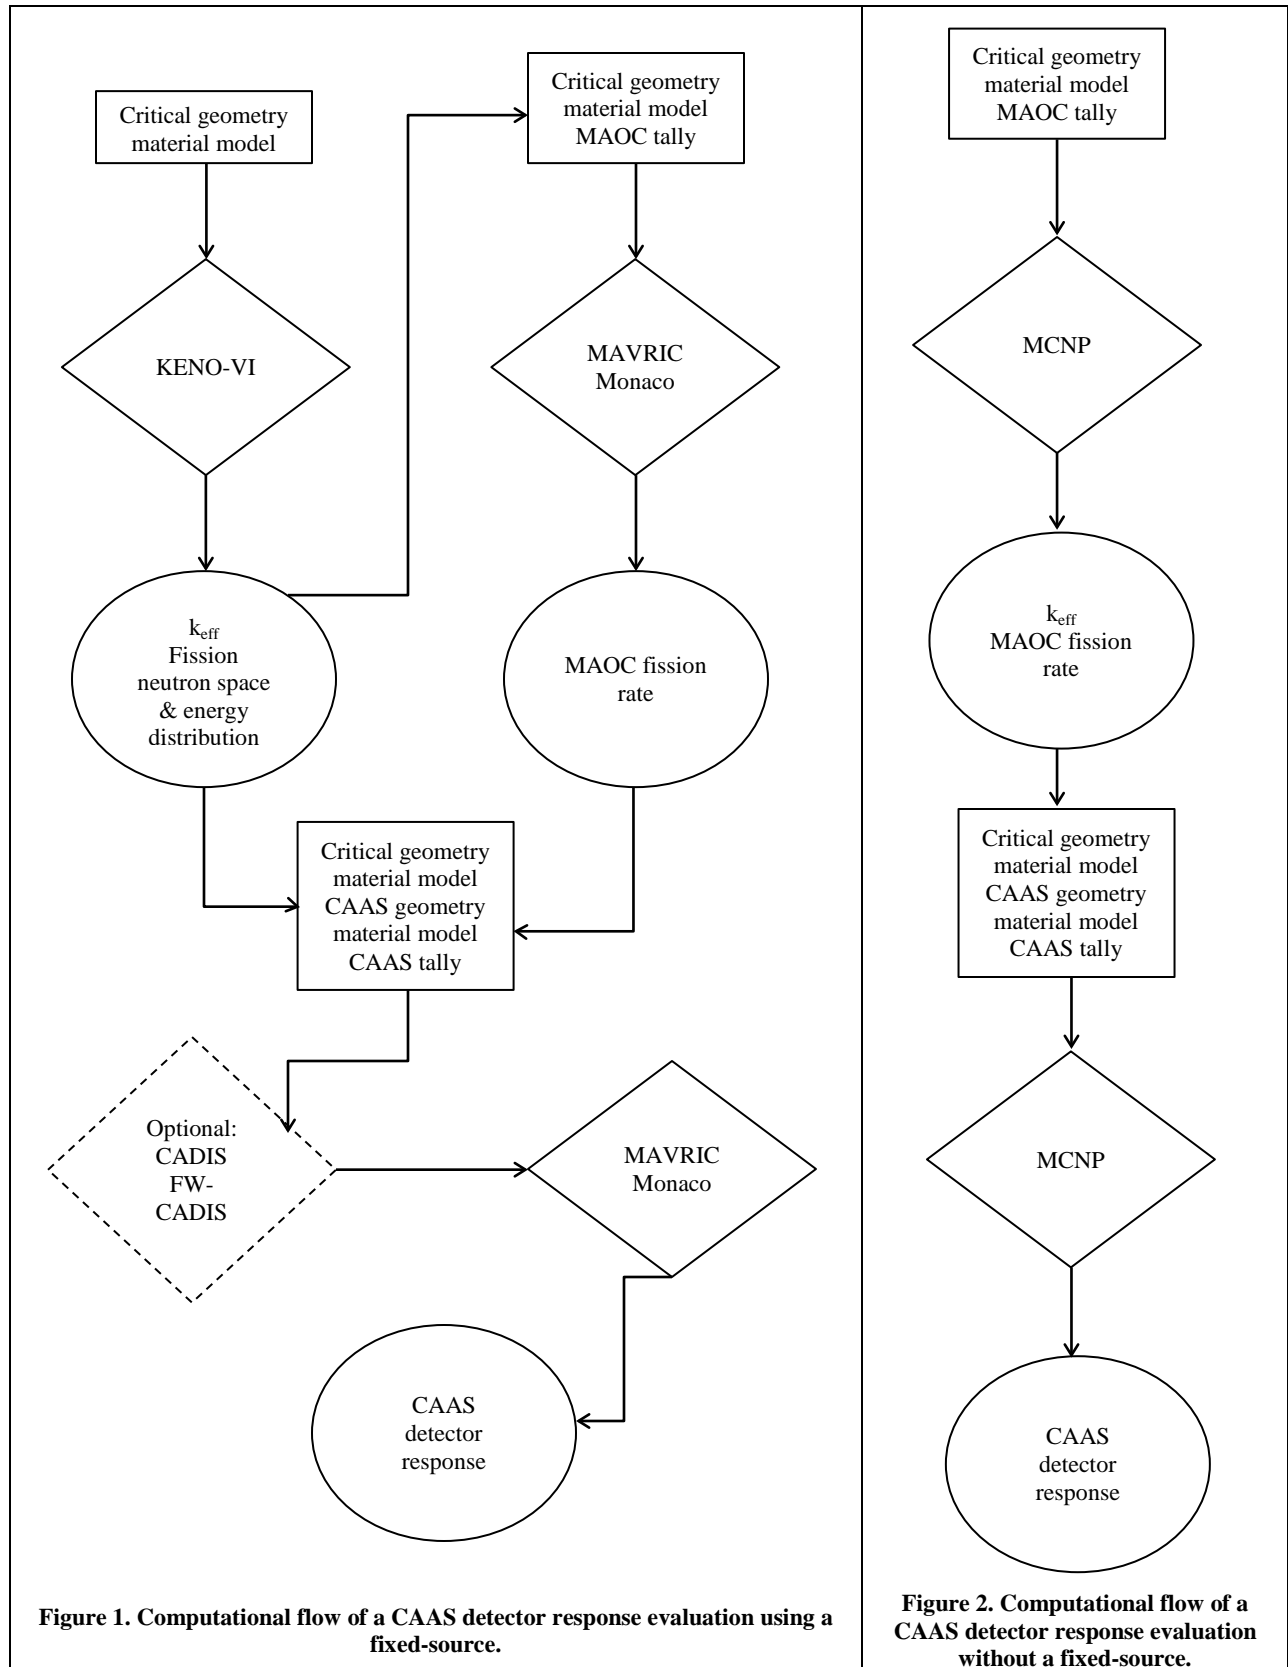 Critical geometry
material model
Critical geometry
material model
MAOC tally
KENO-VI
MAVRIC
Monaco
keff
Fission
neutron space
& energy
distribution
MAOC fission
rate
Critical geometry
material model
CAAS geometry
material model
CAAS tally
Optional:
CADIS
FW-
CADIS
MAVRIC
Monaco
CAAS
detector
response
Figure 1. Computational flow of a CAAS detector response evaluation using a
fixed-source.
Critical geometry
material model
MAOC tally
MCNP
keff
MAOC fission
rate
Critical geometry
material model
CAAS geometry
material model
CAAS tally
MCNP
CAAS
detector
response
Figure 2. Computational flow of a
CAAS detector response evaluation
without a fixed-source.